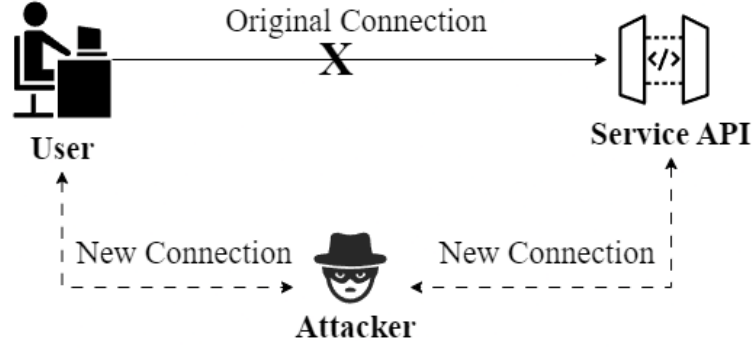 Original Connection
X
</>
User
Service API
New Connection
New Connection
Attacker